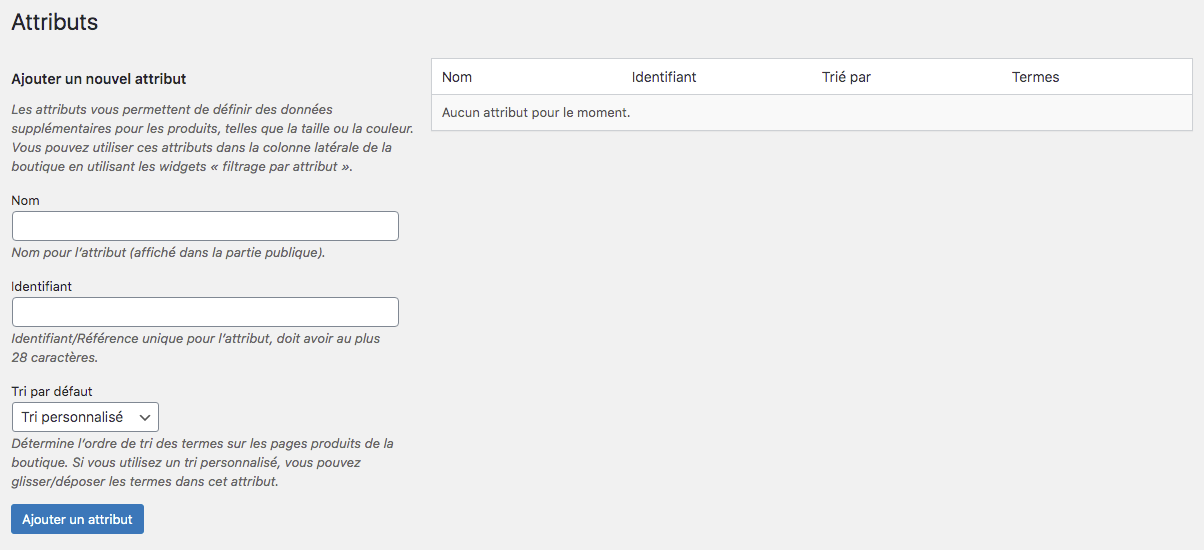 Attributs
Ajouter un nouvel attribut
Les attributs vous permettent de définir des données
supplémentaires pour les produits, telles que la taille ou la couleur.
Vous pouvez utiliser ces attributs dans la colonne latérale de la
boutique en utilisant les widgets « filtrage par attribut ».
Nom
Nom pour l’attribut (affiché dans la partie publique).
Identifiant
Identifiant/Référence unique pour l’attribut, doit avoir au plus
28 caractères.
Tri par défaut
Tri personnalisé
Détermine l’ordre de tri des termes sur les pages produits de la
boutique. Si vous utilisez un tri personnalisé, vous pouvez
glisser/déposer les termes dans cet attribut.
Ajouter un attribut
Nom Identifiant Trié par Termes
Aucun attribut pour le moment.